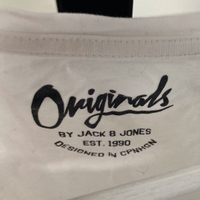 Originals
BY JACK & JONES
EST. 1990
DESIGNED IN CPNHGN